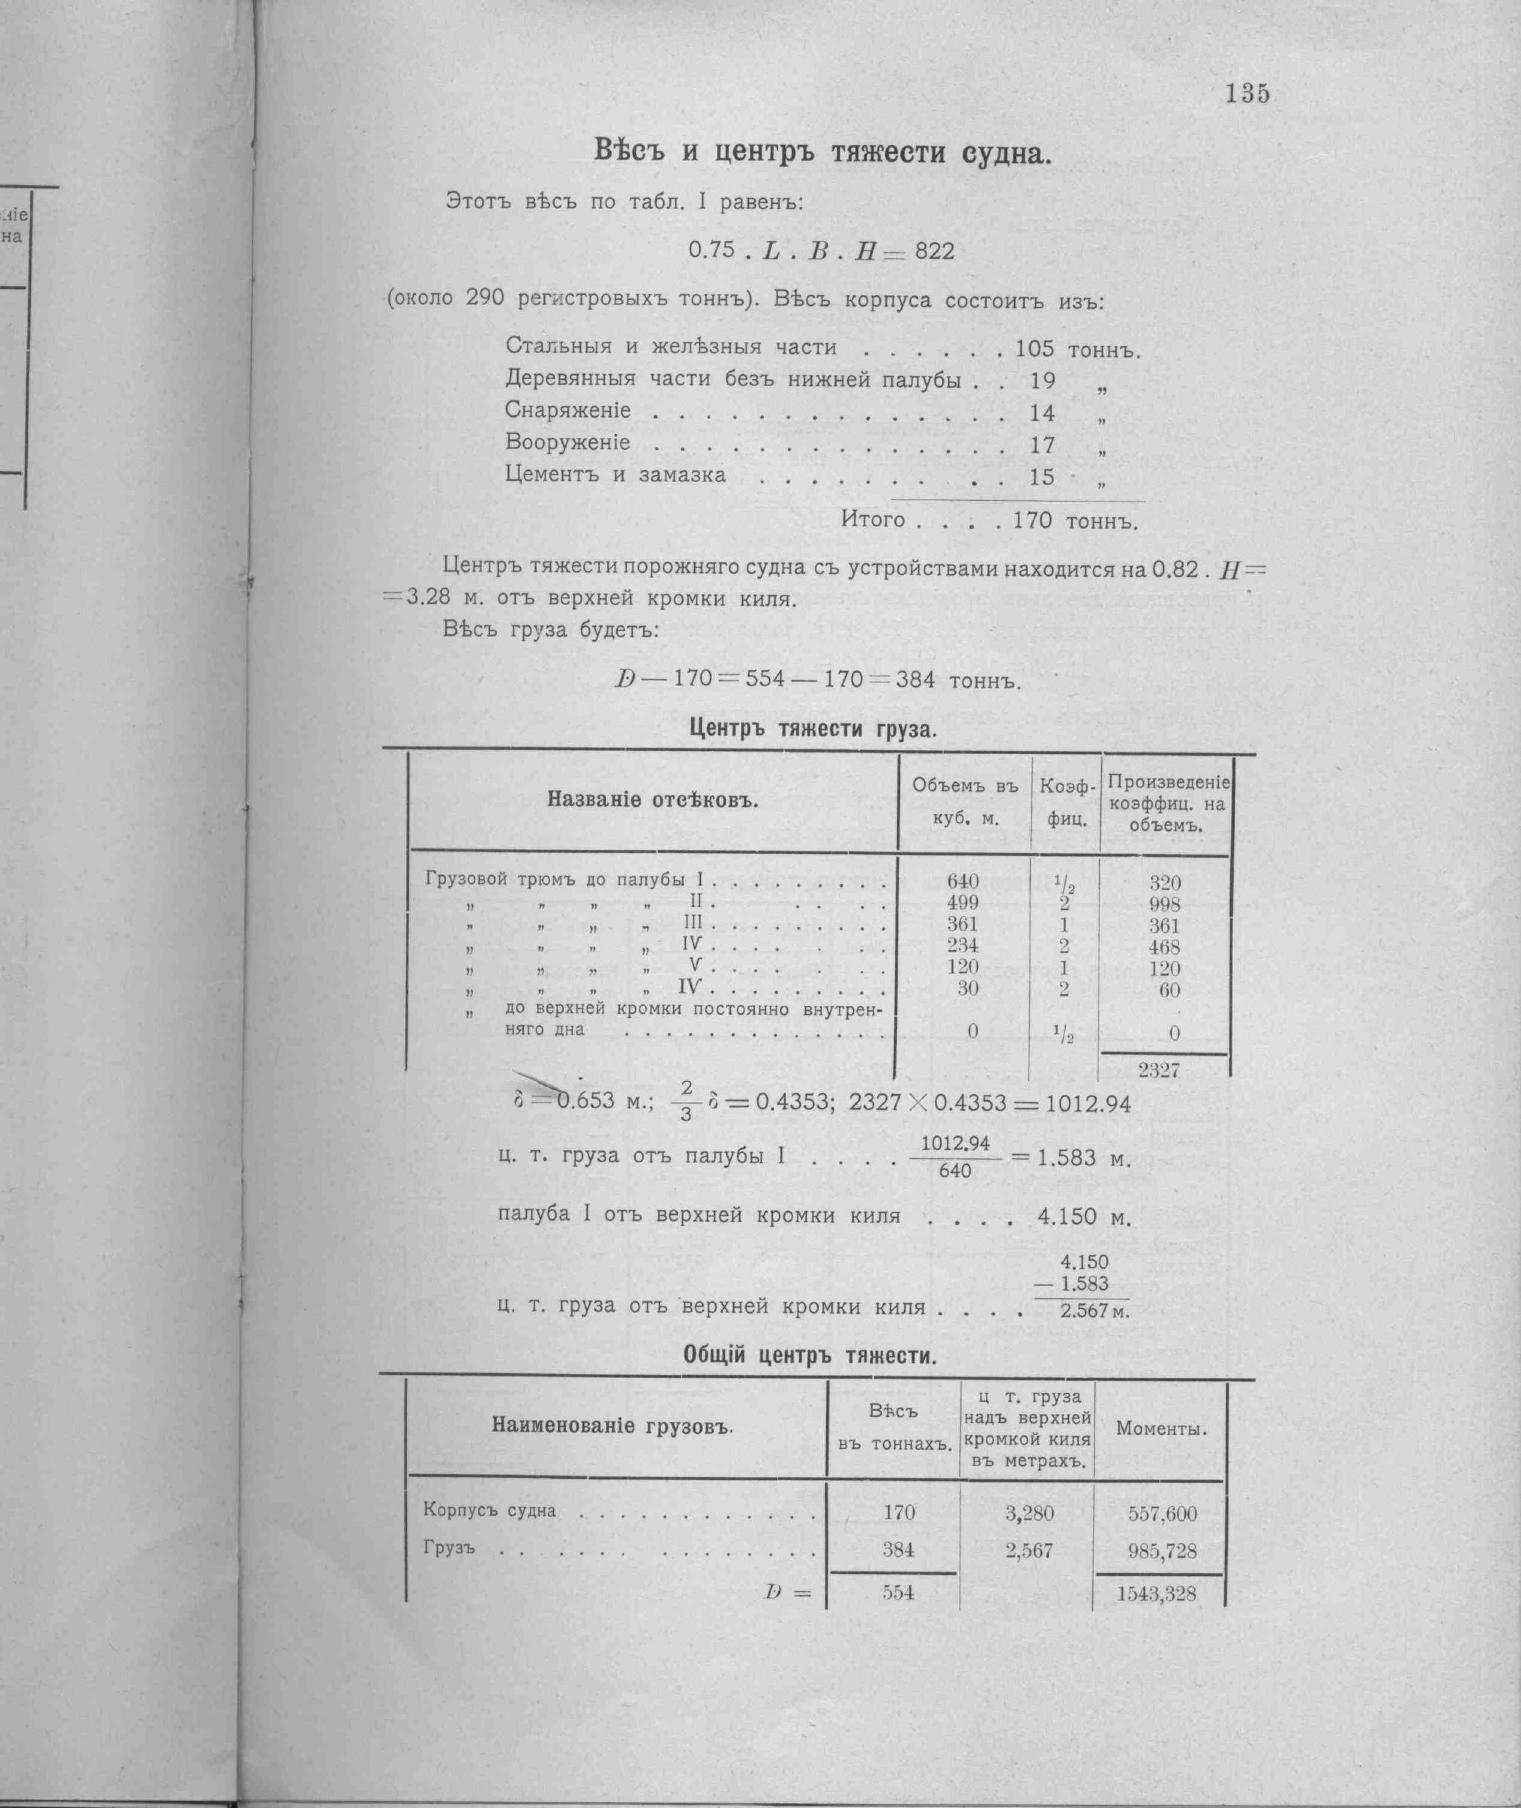 ніе
на
135
Вѣсъ и центръ тяжести судна.
Этотъ вѣсъ по табл. I равенъ:
0.75 . L . B . H = 822
(около 290 регистровыхъ тоннъ). Вѣсъ корпуса состоитъ изъ:
Стальныя и желѣзныя части . . . . . . 105 тоннъ.
Деревянныя части безъ нижней палубы . . 19 „
Снаряженіе . . . . . . . . . . . . . . 14 „
Вооруженіе . . . . . . . . . . . . . . 17 „
Цементъ и замазка . . . . . . . . . 15 „
Итого . . . . 170 тоннъ.
Центръ тяжести порожняго судна съ устройствами находится на 0.82 . H =
= 3.28 м. отъ верхней кромки киля.
Вѣсъ груза будетъ:
D — 170 = 554 — 170 = 384 тоннъ.
Центръ тяжести груза.
Названіе отсѣковъ. Объемъ въ куб. м. Коэф- фиц. Произведеніе коэффиц. на объемъ.
Грузовой трюмъ до палубы I . . . . . . . . . 640 1/2 320
„ „ „ „ II . . . . . 499 2 998
„ „ „ „ III . . . . . . . . . 361 1 361
„ „ „ „ IV . . . . . . . 234 2 468
„ „ „ „ V . . . . . . . 120 1 120
„ „ „ „ IV . . . . . . . . . 30 2 60
„ до верхней кромки постоянно внутрен-
няго дна . . . . . . . . . . . . 0 1/2 0
2327
δ = 0.653 м.; 2/3 δ = 0.4353; 2327 × 0.4353 = 1012.94
ц. т. груза отъ палубы I . . . . 1012.94/640 = 1.583 м.
палуба I отъ верхней кромки киля . . . . 4.150 м.
4.150
— 1.583
ц. т. груза отъ верхней кромки киля . . . . 2.567 м.
Общій центръ тяжести.
Наименованіе грузовъ. Вѣсъ въ тоннахъ. ц т. груза надъ верхней кромкой киля въ метрахъ. Моменты.
Корпусъ судна . . . . . . . . . . 170 3,280 557,600
Грузъ . . . . . . . . . . . . 384 2,567 985,728
D = 554 1543,328